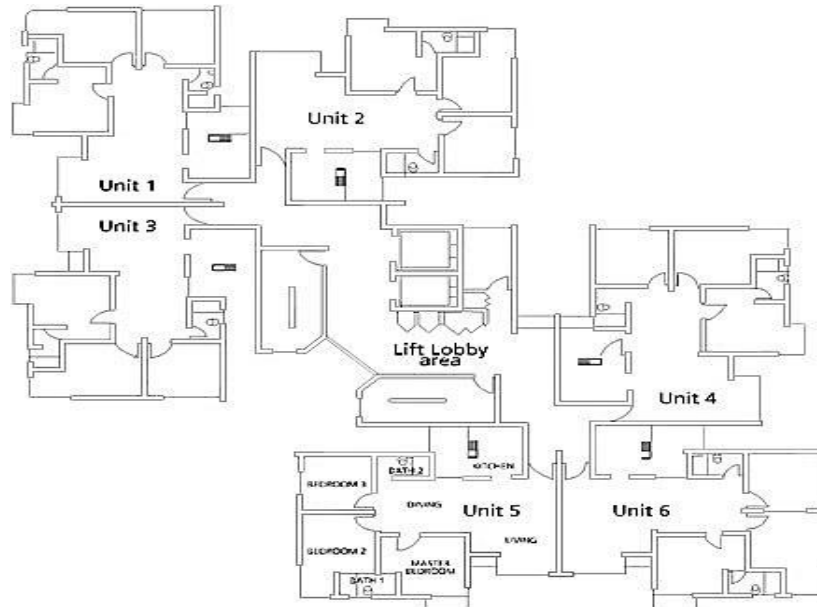 Unit 2
Unit 1
Unit 3
Lift Lobby
area
Unit 4
BATH 2
KITCHEN
BEDROOM 3
DINING
Unit 5
Unit 6
LIVING
BEDROOM 2
MASTER
BEDROOM
BATH 1